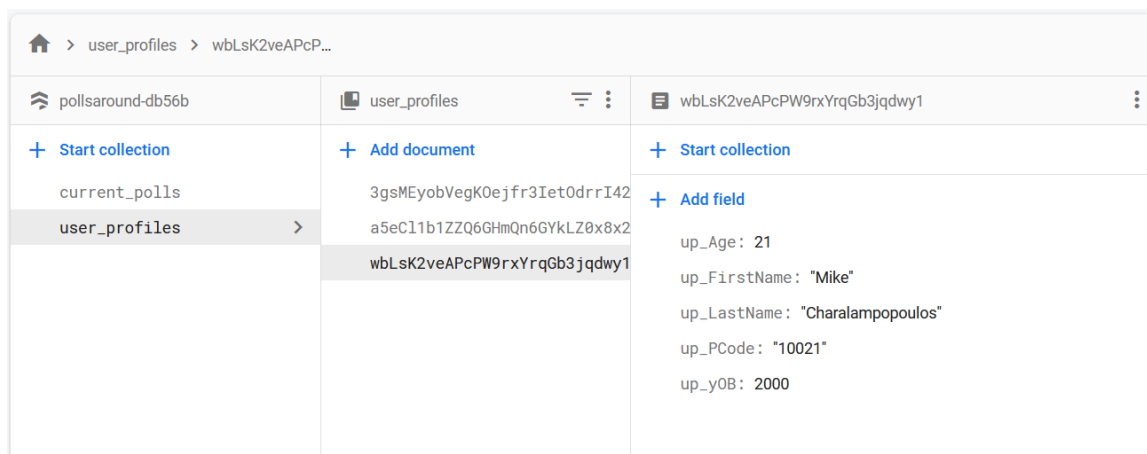 user_profiles > wbLsK2veAPcP...
pollsaround-db56b
Start collection
current_polls
user_profiles
user_profiles
Add document
3gsMEyobVegKOejfr3IetOdrrI42
a5eCl1b1ZZQ6GHmQn6GYkLZ0x8x2
wbLsK2veAPcPW9rxYrqGb3jqdwy1
wbLsK2veAPcPW9rxYrqGb3jqdwy1
Start collection
Add field
up_Age: 21
up_FirstName: "Mike"
up_LastName: "Charalampopoulos"
up_PCode: "10021"
up_yOB: 2000